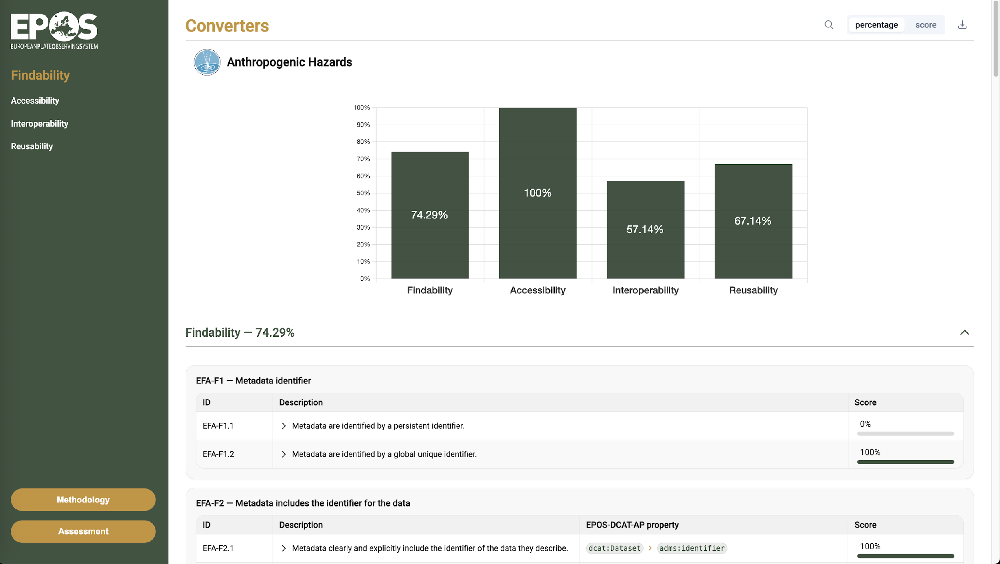 EPOS
EUROPEANPLATEOBSERVINGSYSTEM
Findability
Accessibility
Interoperability
Reusability
Methodology
Assessment
Converters
percentage score
Anthropogenic Hazards
100%
90%
80%
70%
60%
50%
40%
30%
20%
10%
0%
74.29%
100%
57.14%
67.14%
Findability Accessibility Interoperability Reusability
Findability — 74.29%
EFA-F1 — Metadada identifier
ID Description Score
EFA-F1.1 Metadata are identified by a persistent identifier. 0%
EFA-F1.2 Metadata are identified by a global unique identifier. 100%
EFA-F2 — Metadata includes the identifier for the data
ID Description EPOS-DCAT-AP property Score
EFA-F2.1 Metadata clearly and explicitly include the identifier of the data they describe. dcat:Dataset > adms:identifier 100%